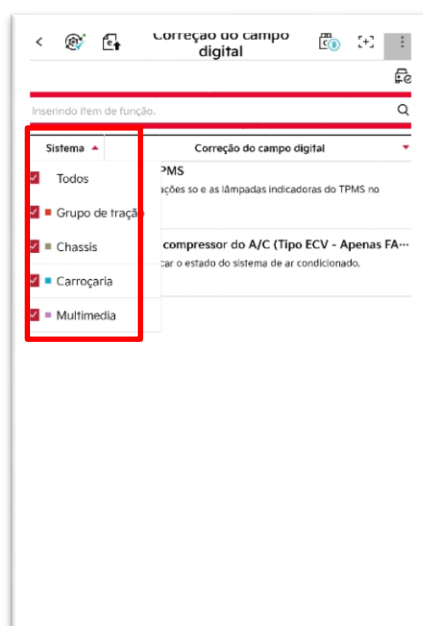 Correção do campo
digital
Inserindo item de função.
Sistema
Correção do campo digital
Todos
PMS
ações so e as lâmpadas indicadoras do TPMS no
Grupo de tração
Chassis
compressor do A/C (Tipo ECV - Apenas FA...
car o estado do sistema de ar condicionado.
Carroçaria
Multimedia